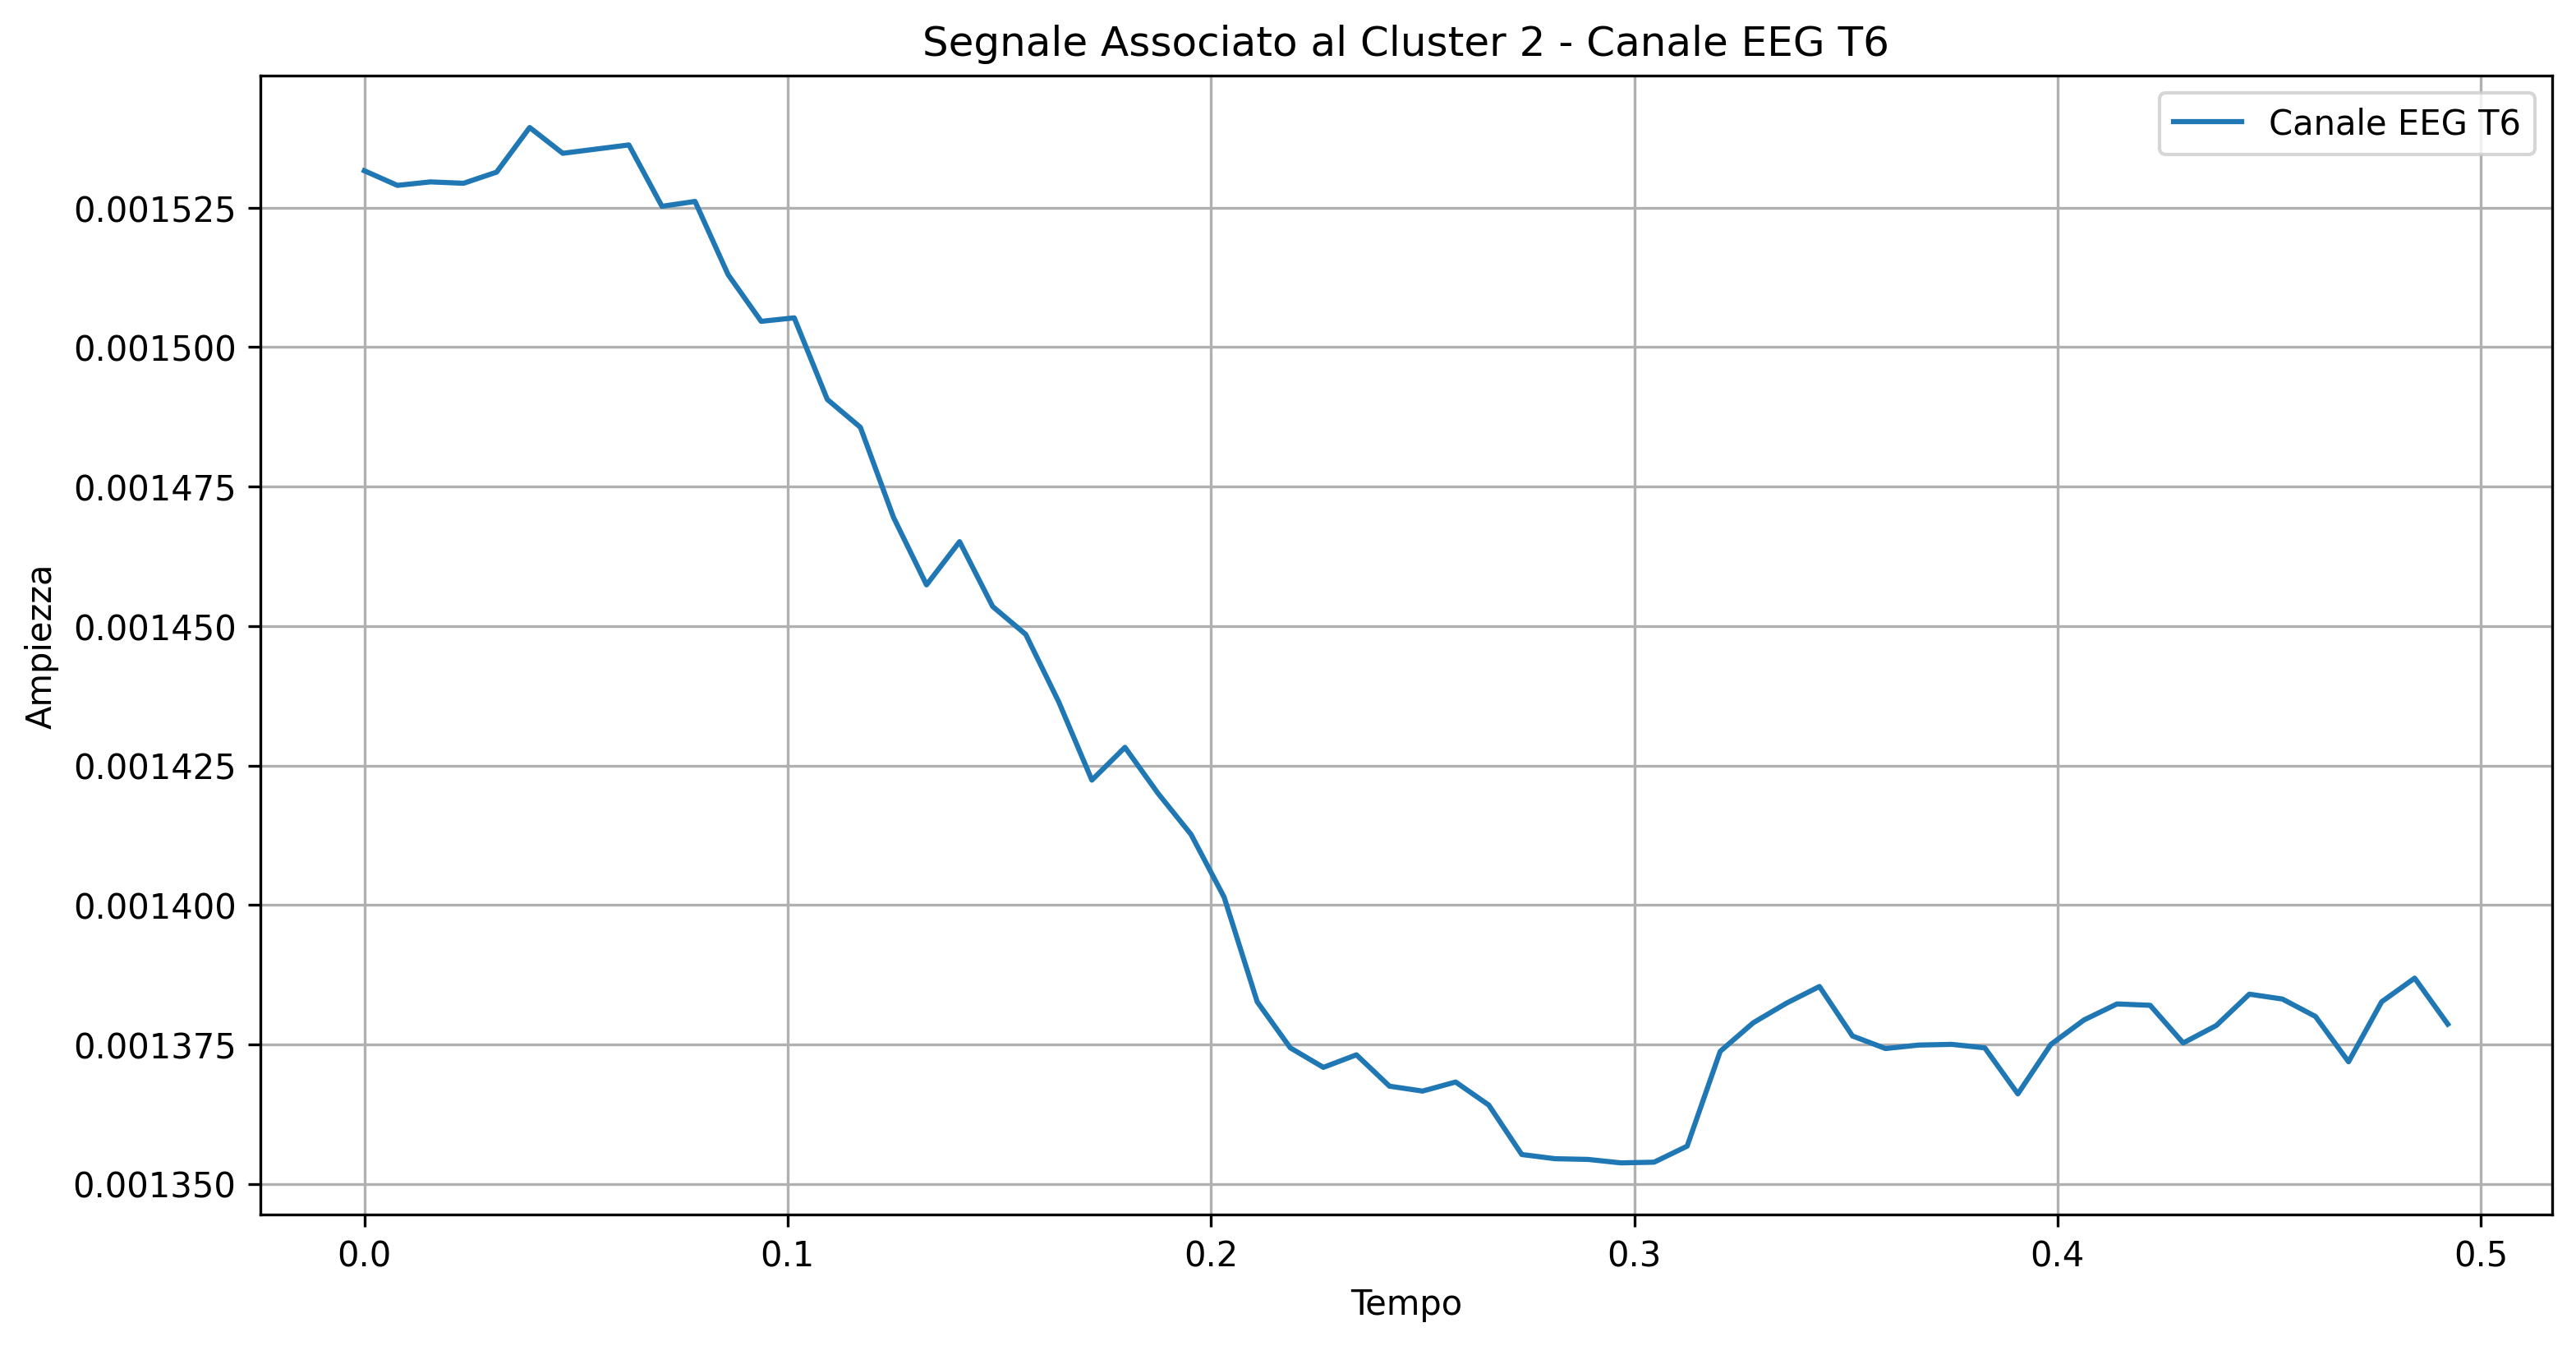 Segnale Associato al Cluster 2 - Canale EEG T6
Canale EEG T6
0.001525
0.001500
0.001475
0.001450
0.001425
0.001400
0.001375
0.001350
Ampiezza
0.0 0.1 0.2 0.3 0.4 0.5
Tempo